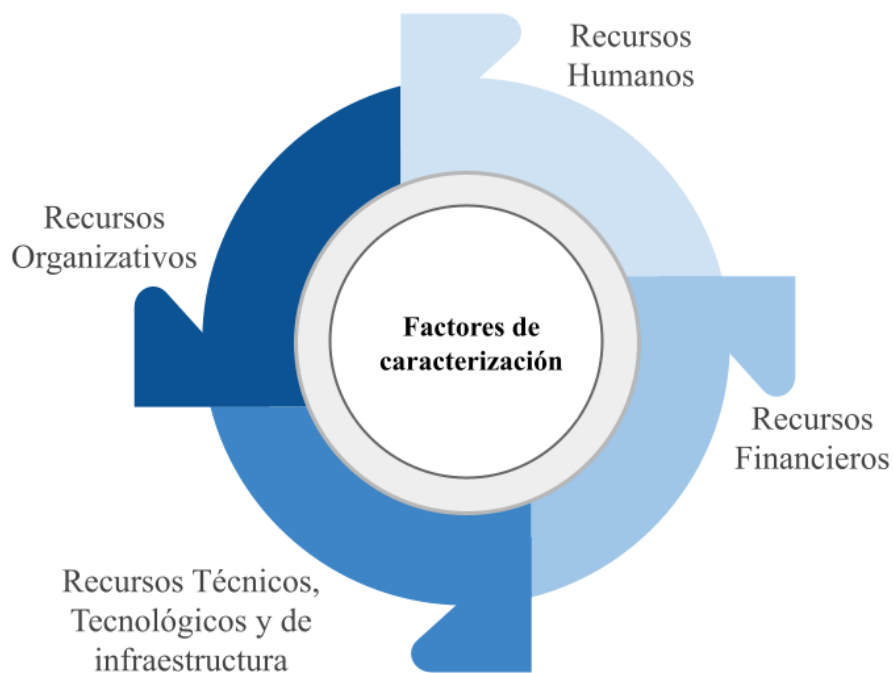 Recursos
Humanos
Recursos
Organizativos
Factores de
caracterización
Recursos
Financieros
Recursos Técnicos,
Tecnológicos y de
infraestructura